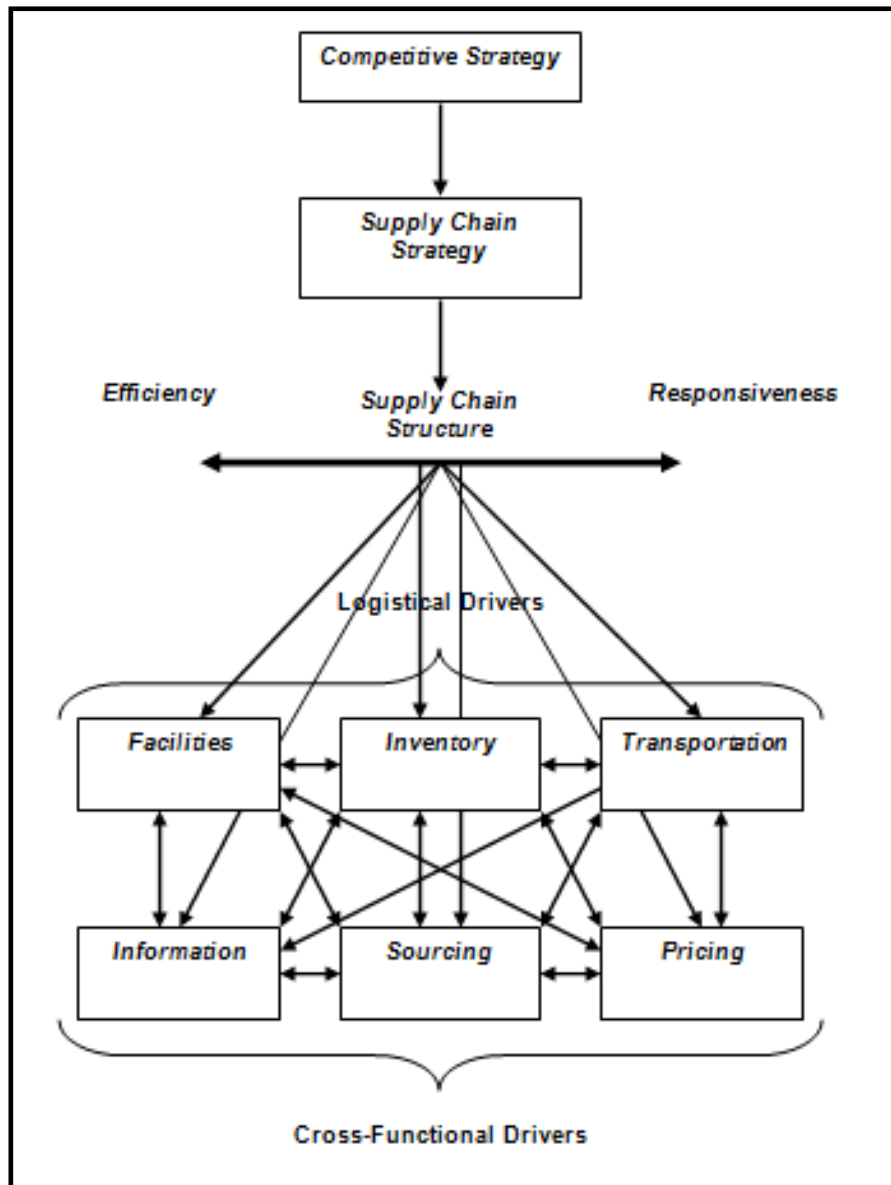 Competitive Strategy
Supply Chain
Strategy
Efficiency
Supply Chain
Structure
Responsiveness
Logistical Drivers
Facilities
Inventory
Transportation
Information
Sourcing
Pricing
Cross-Functional Drivers